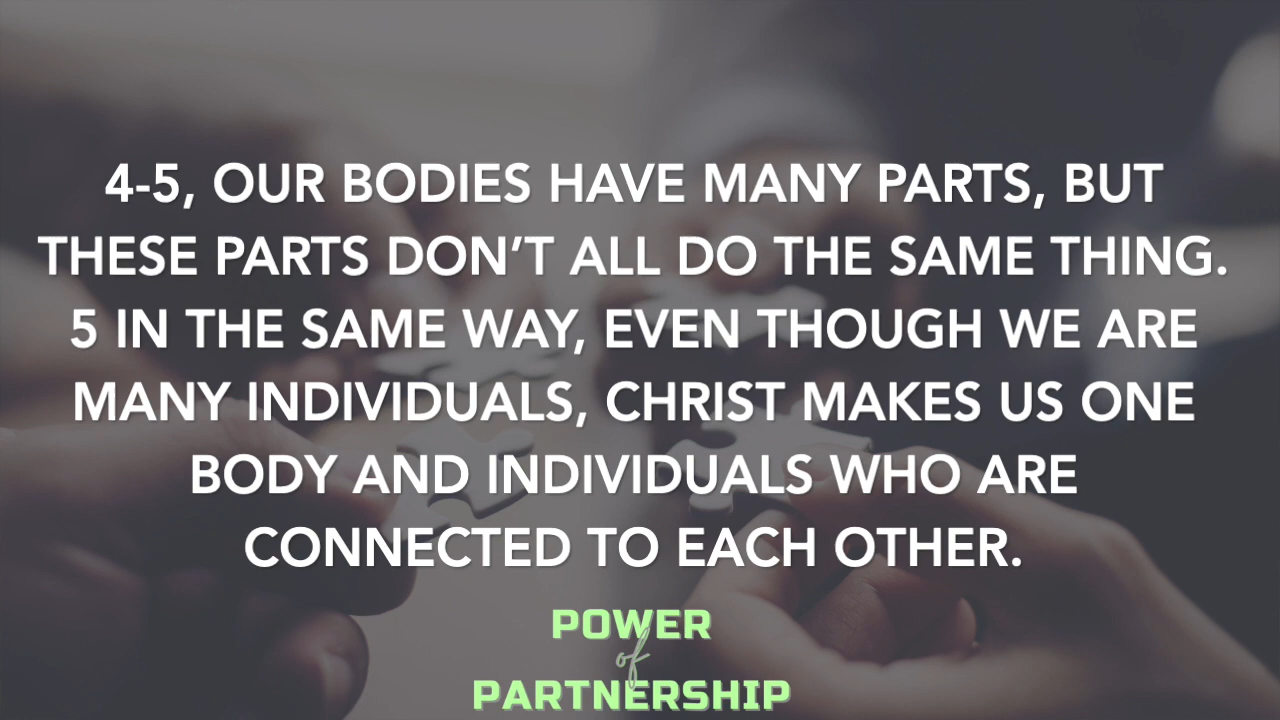 4-5, OUR BODIES HAVE MANY PARTS, BUT
THESE PARTS DON’T ALL DO THE SAME THING.
5 IN THE SAME WAY, EVEN THOUGH WE ARE
MANY INDIVIDUALS, CHRIST MAKES US ONE
BODY AND INDIVIDUALS WHO ARE
CONNECTED TO EACH OTHER.
POWER
of
PARTNERSHIP